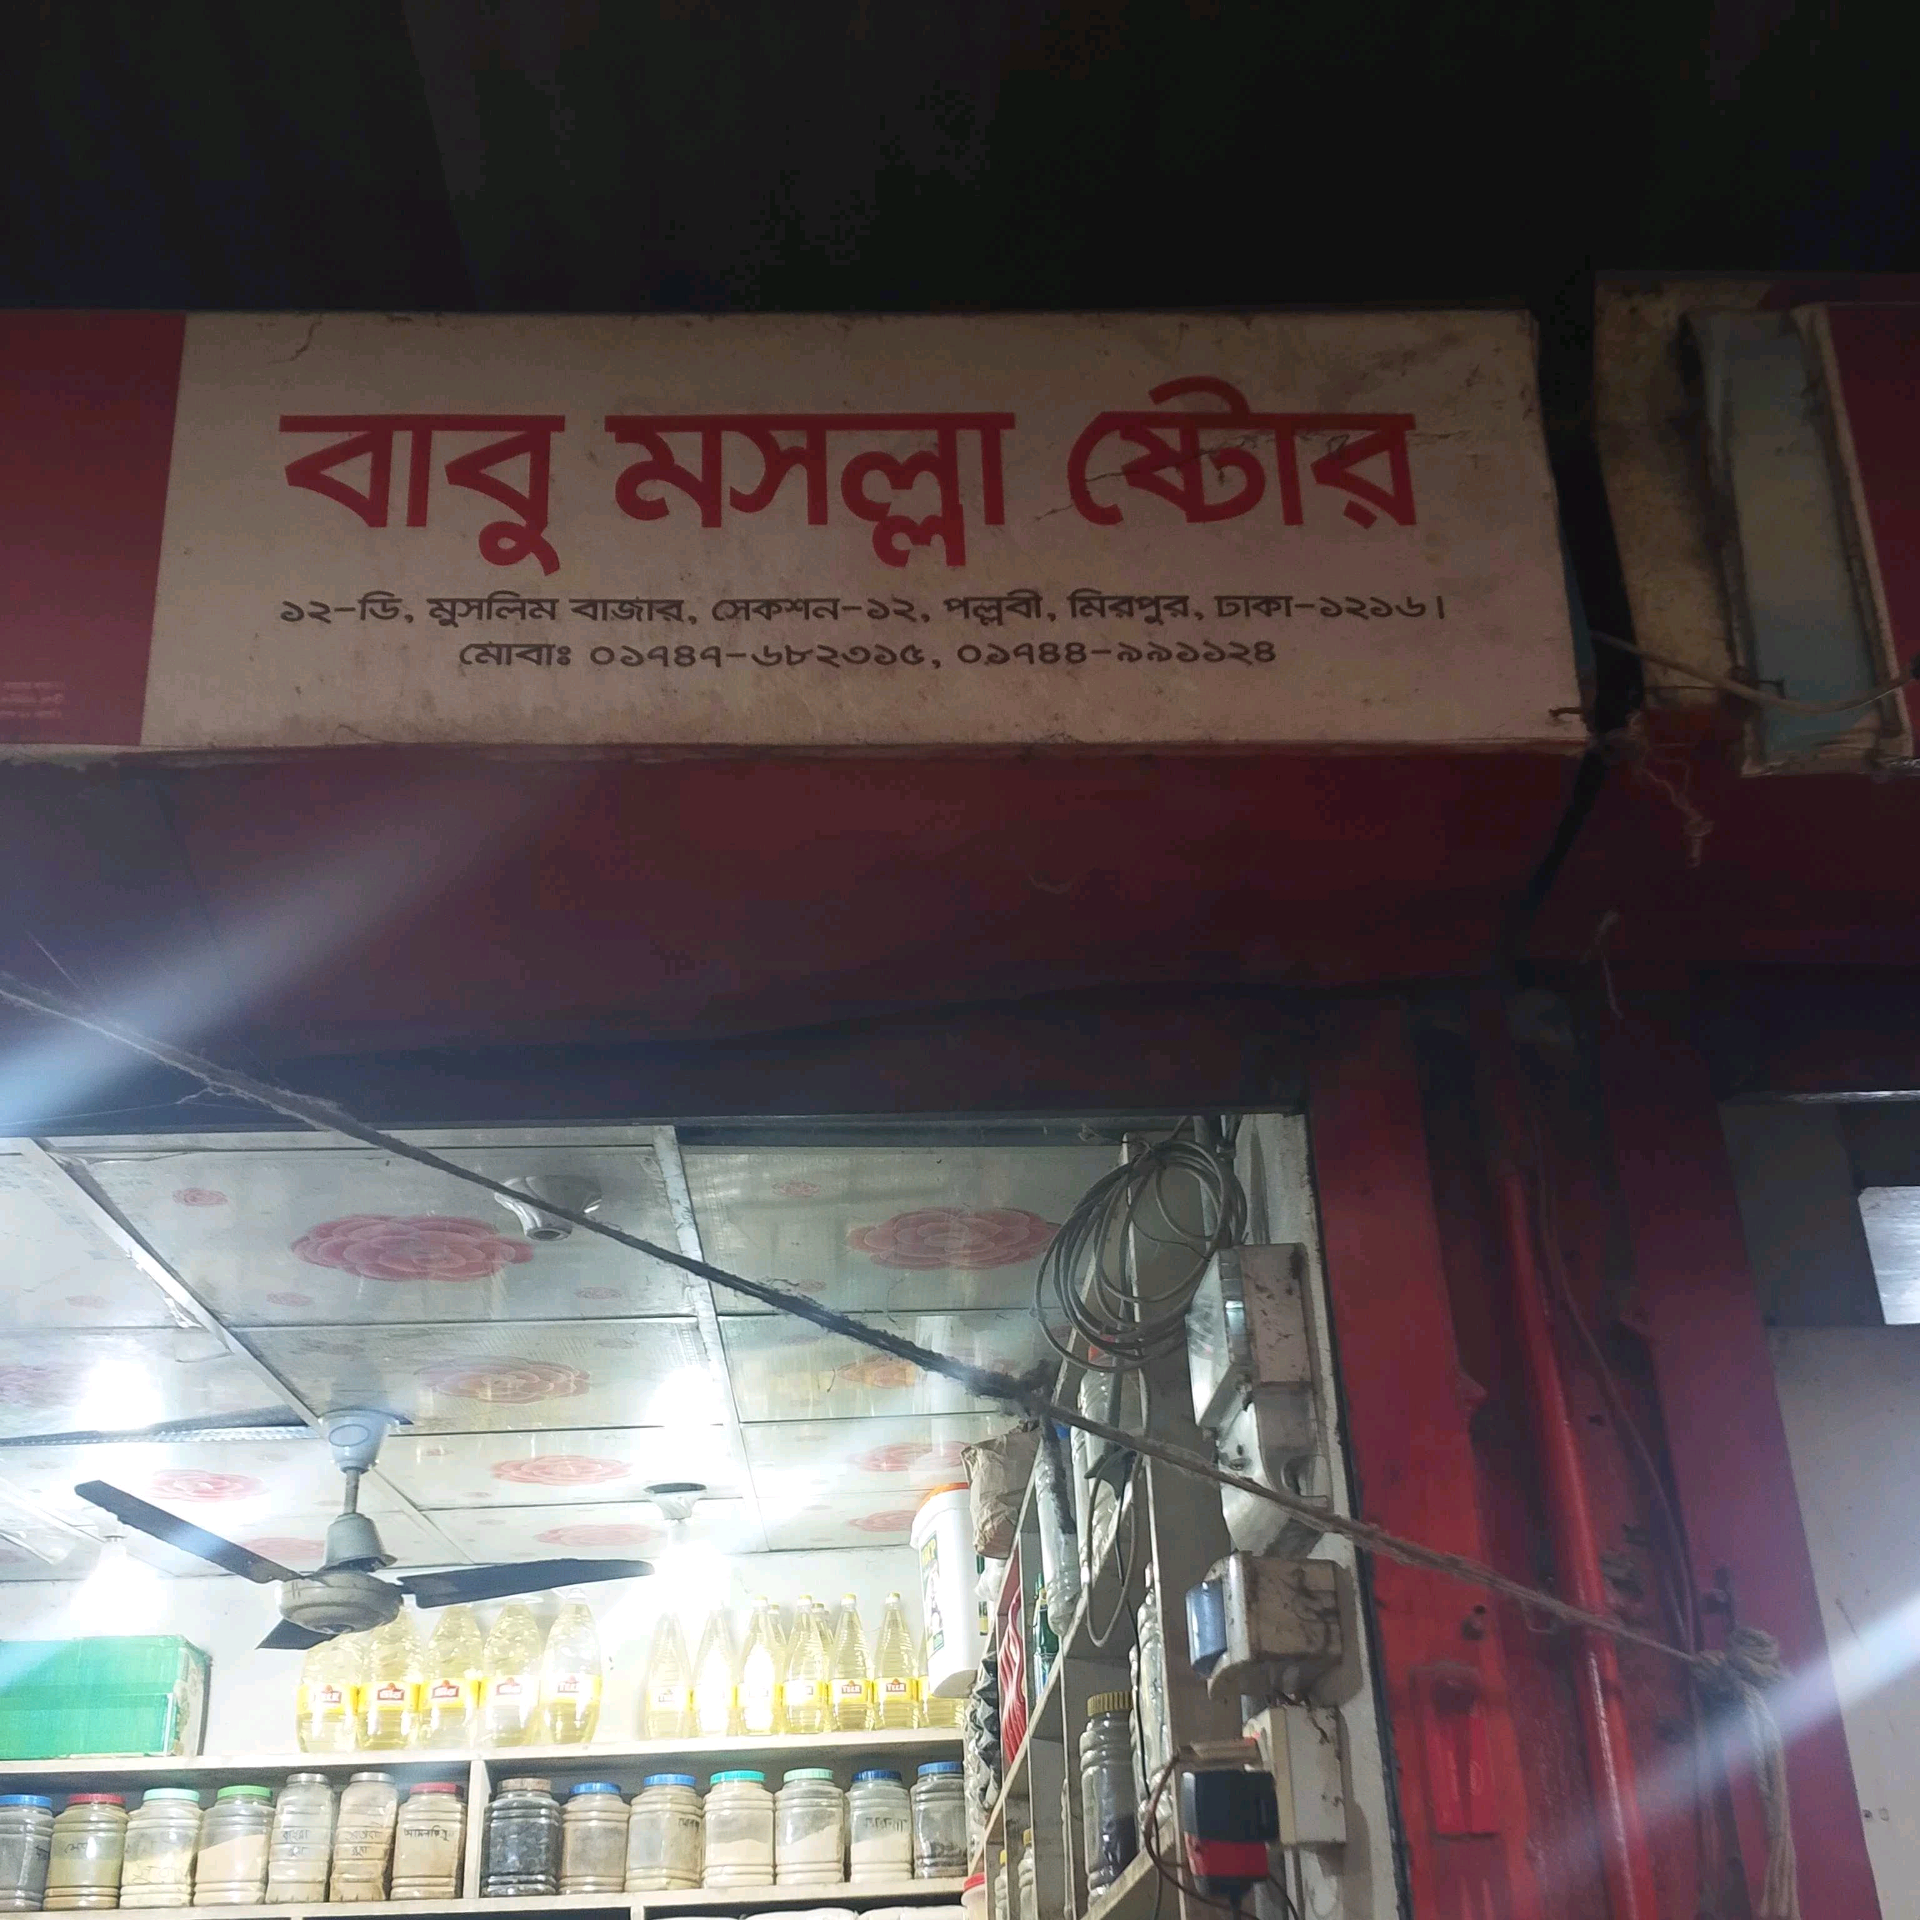 বাবু মসল্লা ষ্টোর
১২-ডি, মুসলিম বাজার, সেকশন-১২, পল্লবী, মিরপুর, ঢাকা-১২১৬।
মোবাঃ ০১৭৪৭-৬৮২৩১৫, ০১৭৪৪-৯৯১১২৪